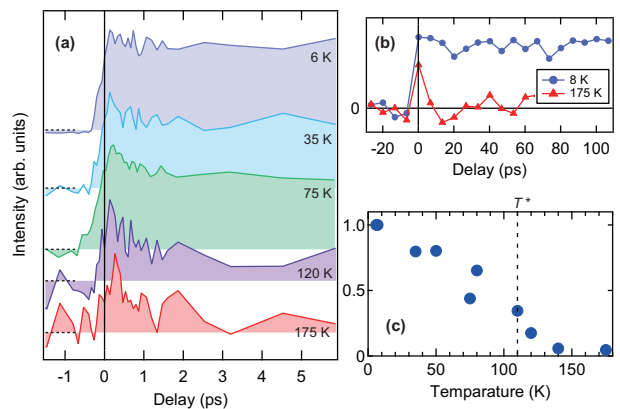 (a)
6 K
35 K
75 K
120 K
175 K
Intensity (arb. units)
-1 0 1 2 3 4 5
Delay (ps)
(b)
0
8 K
175 K
-20 0 20 40 60 80 100
Delay (ps)
T*
1.0
0.5
0
(c)
0 50 100 150
Temparature (K)